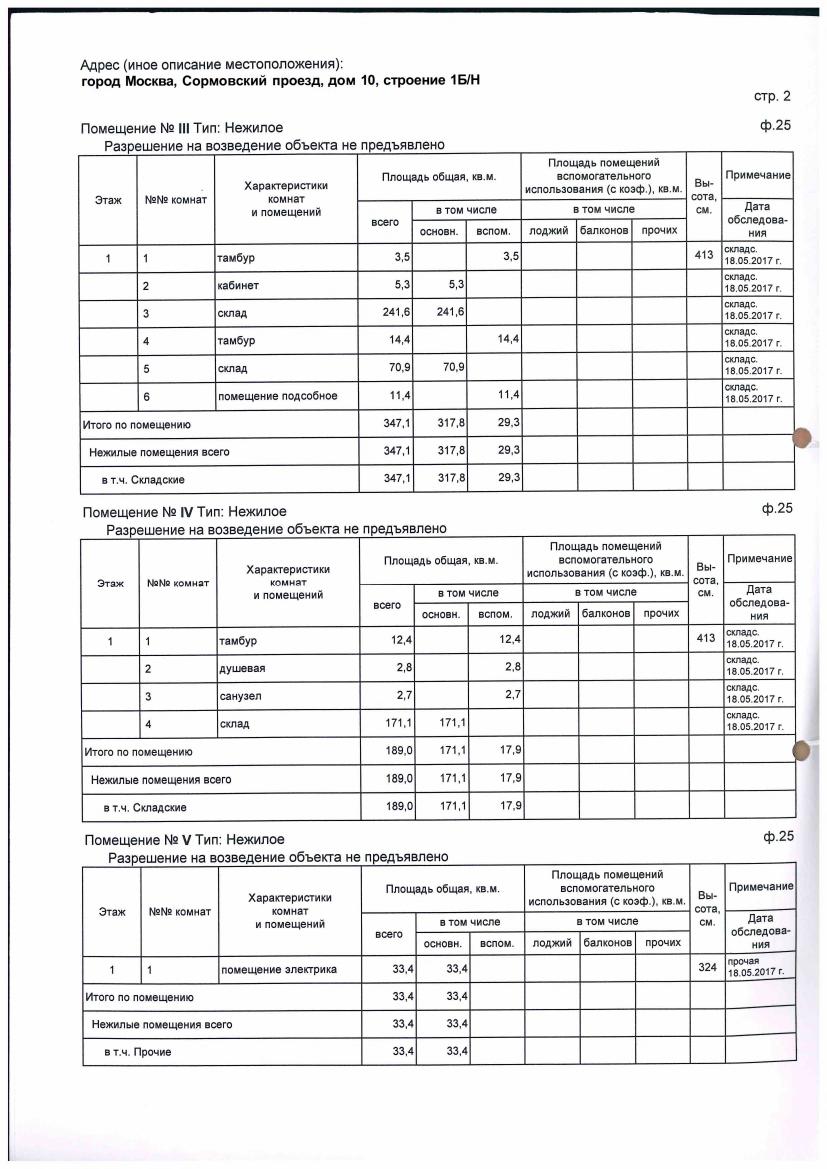 Адрес (иное описание местоположения):
город Москва, Сормовский проезд, дом 10, строение 1Б/Н
стр. 2
Помещение № III Тип: Нежилое ф.25
Разрешение на возведение объекта не предъявлено
Этаж №№ комнат Характеристики комнат и помещений Площадь общая, кв.м. Площадь помещений вспомогательного использования (с коэф.), кв.м. Вы-сота, см. Примечание
всего в том числе в том числе Дата обследова-ния
основн. вспом. лоджий балконов прочих
1 1 тамбур 3,5 3,5 413 складс. 18.05.2017 г.
2 кабинет 5,3 5,3 складс. 18.05.2017 г.
3 склад 241,6 241,6 складс. 18.05.2017 г.
4 тамбур 14,4 14,4 складс. 18.05.2017 г.
5 склад 70,9 70,9 складс. 18.05.2017 г.
6 помещение подсобное 11,4 11,4 складс. 18.05.2017 г.
Итого по помещению 347,1 317,8 29,3
Нежилые помещения всего 347,1 317,8 29,3
в т.ч. Складские 347,1 317,8 29,3
Помещение № IV Тип: Нежилое ф.25
Разрешение на возведение объекта не предъявлено
Этаж №№ комнат Характеристики комнат и помещений Площадь общая, кв.м. Площадь помещений вспомогательного использования (с коэф.), кв.м. Вы-сота, см. Примечание
всего в том числе в том числе Дата обследова-ния
основн. вспом. лоджий балконов прочих
1 1 тамбур 12,4 12,4 413 складс. 18.05.2017 г.
2 душевая 2,8 2,8 складс. 18.05.2017 г.
3 санузел 2,7 2,7 складс. 18.05.2017 г.
4 склад 171,1 171,1 складс. 18.05.2017 г.
Итого по помещению 189,0 171,1 17,9
Нежилые помещения всего 189,0 171,1 17,9
в т.ч. Складские 189,0 171,1 17,9
Помещение № V Тип: Нежилое ф.25
Разрешение на возведение объекта не предъявлено
Этаж №№ комнат Характеристики комнат и помещений Площадь общая, кв.м. Площадь помещений вспомогательного использования (с коэф.), кв.м. Вы-сота, см. Примечание
всего в том числе в том числе Дата обследова-ния
основн. вспом. лоджий балконов прочих
1 1 помещение электрика 33,4 33,4 324 прочая 18.05.2017 г.
Итого по помещению 33,4 33,4
Нежилые помещения всего 33,4 33,4
в т.ч. Прочие 33,4 33,4